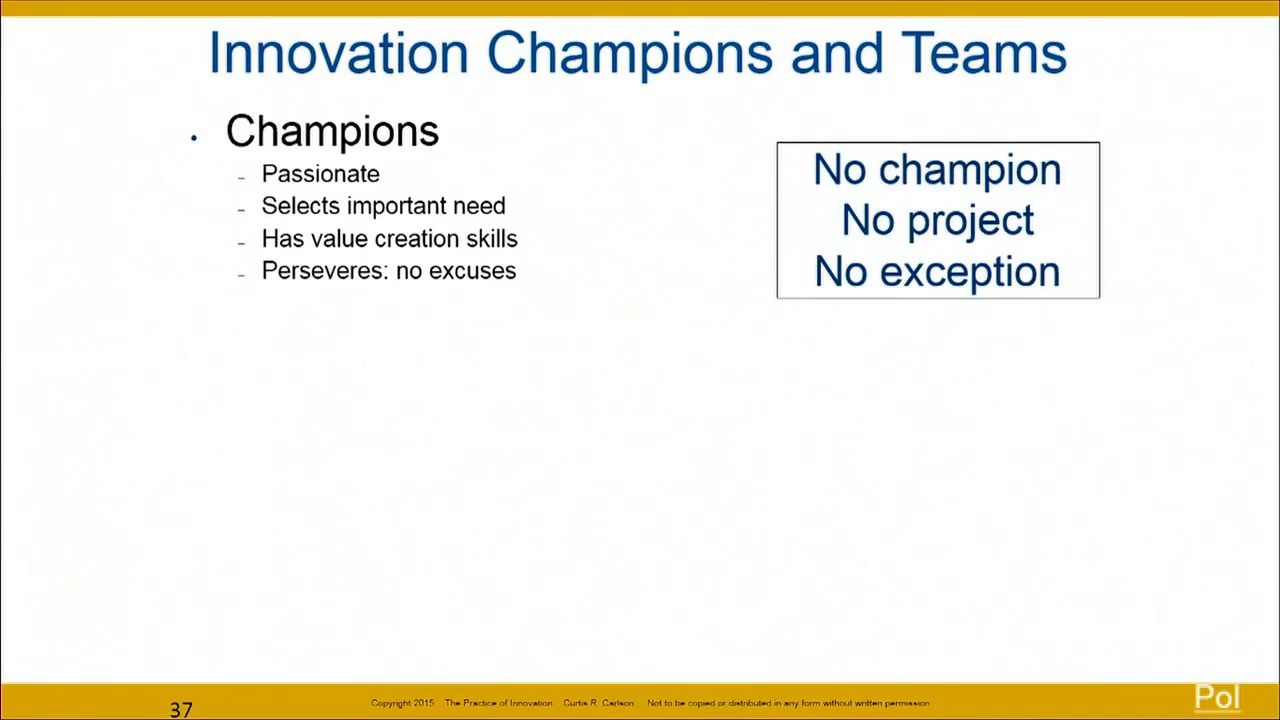 Innovation Champions and Teams
• Champions
- Passionate
- Selects important need
- Has value creation skills
- Perseveres: no excuses
No champion
No project
No exception
37
Copyright 2015 The Practice of Innovation Curtis R. Carlson Not to be copied or distributed in any form without written permission
Pol